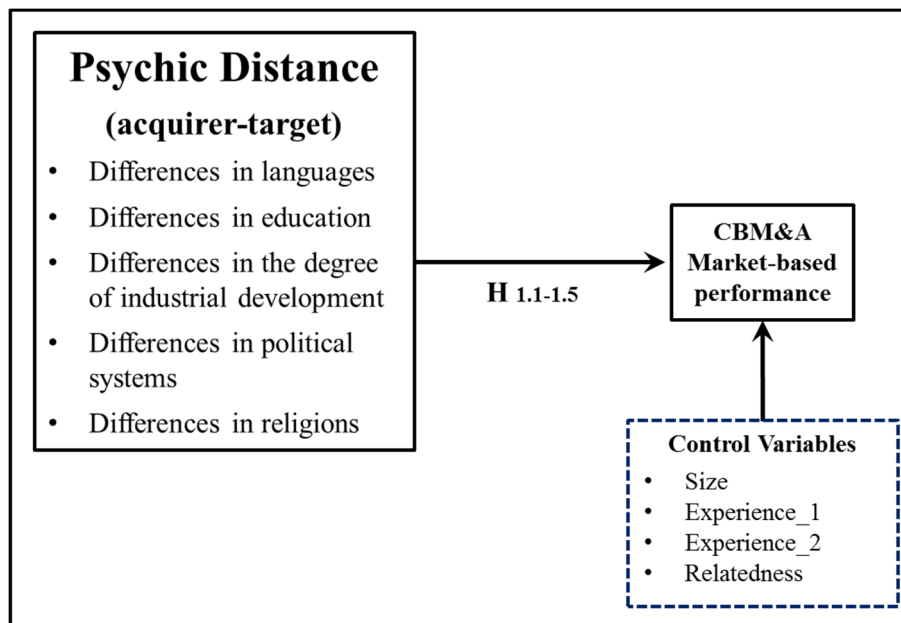 Psychic Distance
(acquirer-target)
• Differences in languages
• Differences in education
• Differences in the degree
of industrial development
• Differences in political
systems
• Differences in religions
H 1.1-1.5
CBM&A
Market-based
performance
Control Variables
• Size
• Experience_1
• Experience_2
• Relatedness